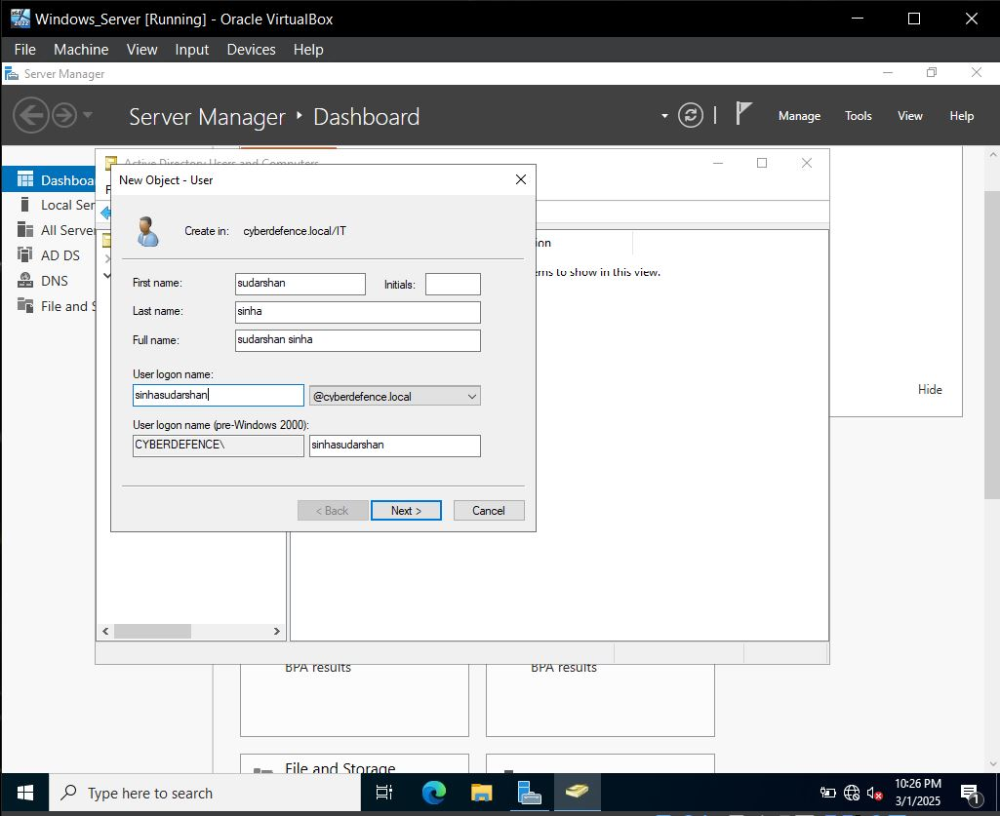 Windows_Server [Running] - Oracle VirtualBox
File Machine View Input Devices Help
Server Manager
Server Manager ‣ Dashboard
Manage Tools View Help
Active Directory Users and Computers
Dashboa
Local Ser
All Server
AD DS
DNS
File and S
New Object - User
Create in: cyberdefence.local/IT
First name: sudarshan Initials:
Last name: sinha
Full name: sudarshan sinha
User logon name:
sinhasudarshan @cyberdefence.local
User logon name (pre-Windows 2000):
CYBERDEFENCE\ sinhasudarshan
< Back Next > Cancel
ion
ems to show in this view.
Hide
BPA results BPA results
File and Storage
Type here to search
10:26 PM
3/1/2025
1